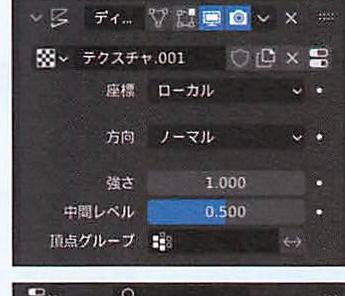 ディ...
テクスチャ.001
座標 ローカル
方向 ノーマル
強さ 1.000
中間レベル 0.500
頂点グループ